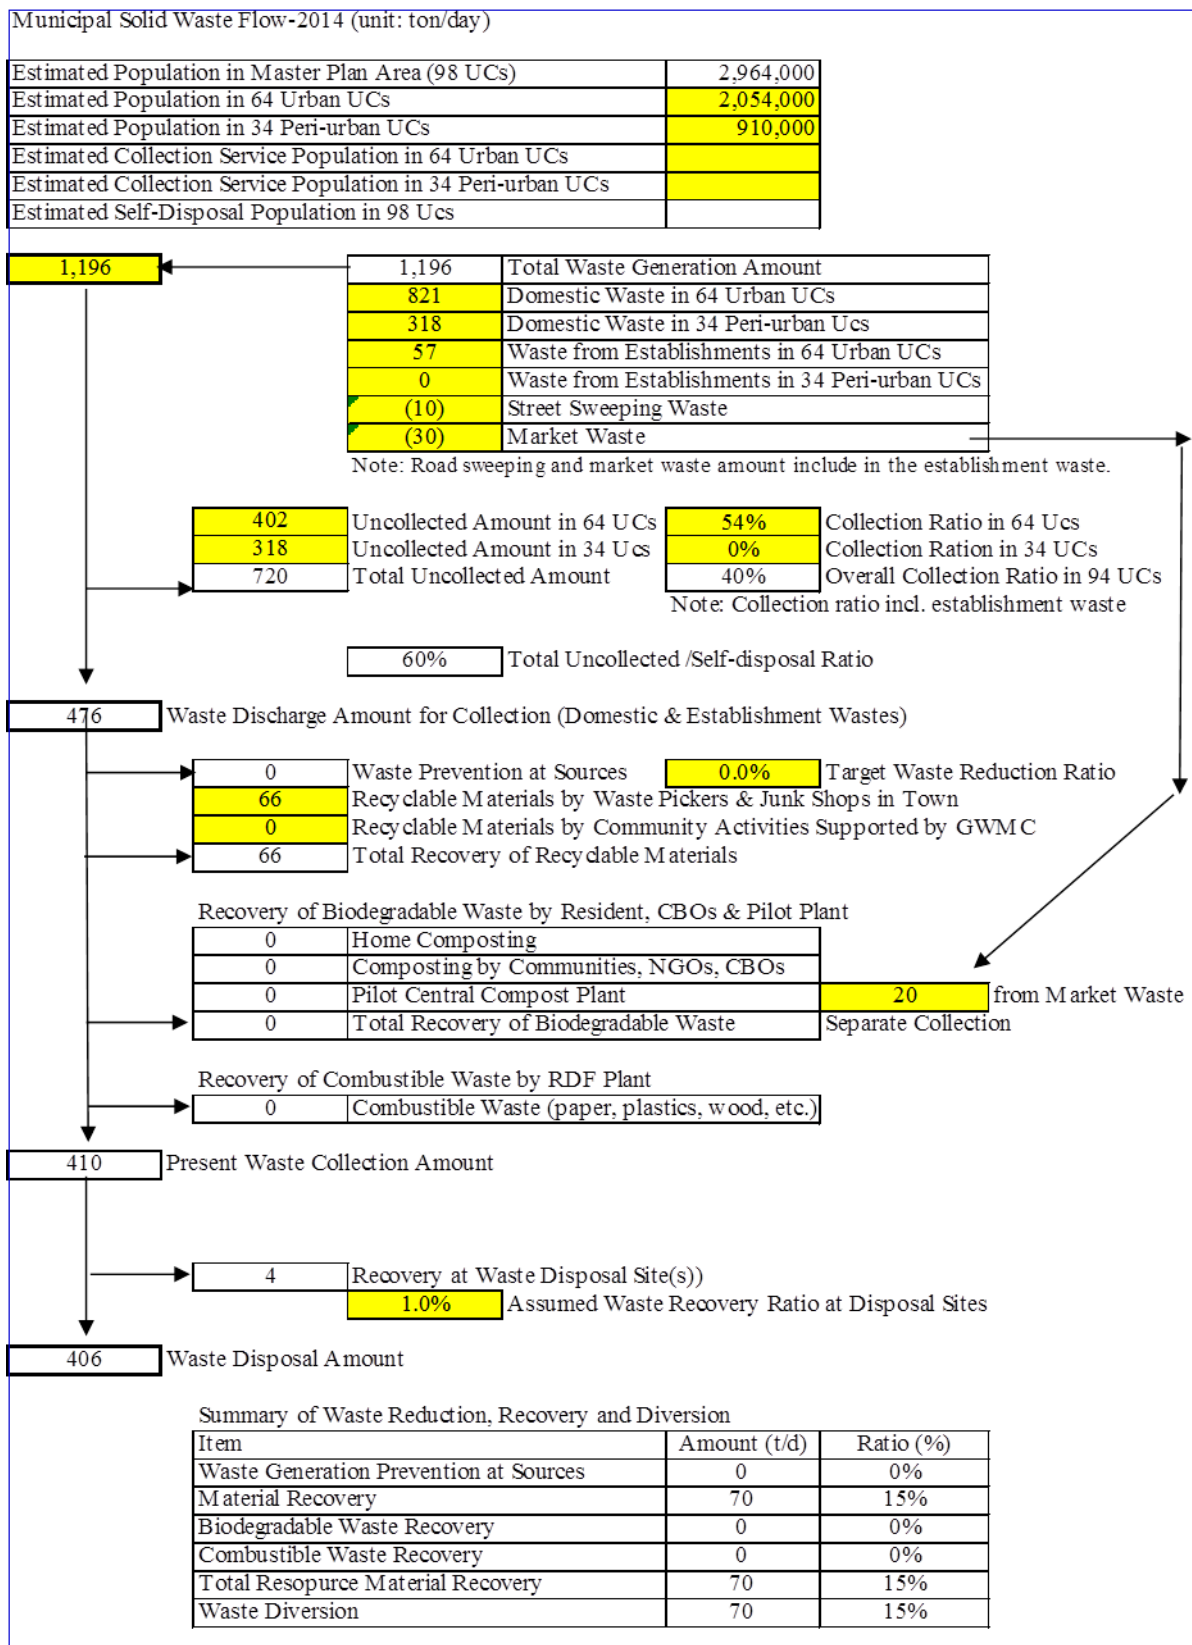 Municipal Solid Waste Flow-2014 (unit: ton/day)
Estimated Population in Master Plan Area (98 UCs) 2,964,000
Estimated Population in 64 Urban UCs 2,054,000
Estimated Population in 34 Peri-urban UCs 910,000
Estimated Collection Service Population in 64 Urban UCs
Estimated Collection Service Population in 34 Peri-urban UCs
Estimated Self-Disposal Population in 98 Ucs
1,196 1,196 Total Waste Generation Amount
821 Domestic Waste in 64 Urban UCs
318 Domestic Waste in 34 Peri-urban Ucs
57 Waste from Establishments in 64 Urban UCs
0 Waste from Establishments in 34 Peri-urban UCs
(10) Street Sweeping Waste
(30) Market Waste
Note: Road sweeping and market waste amount include in the establishment waste.
402 Uncollected Amount in 64 UCs 54% Collection Ratio in 64 Ucs
318 Uncollected Amount in 34 Ucs 0% Collection Ration in 34 UCs
720 Total Uncollected Amount 40% Overall Collection Ratio in 94 UCs
Note: Collection ratio incl. establishment waste
60% Total Uncollected /Self-disposal Ratio
476 Waste Discharge Amount for Collection (Domestic & Establishment Wastes)
0 Waste Prevention at Sources 0.0% Target Waste Reduction Ratio
66 Recyclable Materials by Waste Pickers & Junk Shops in Town
0 Recyclable Materials by Community Activities Supported by GWMC
66 Total Recovery of Recyclable Materials
Recovery of Biodegradable Waste by Resident, CBOs & Pilot Plant
0 Home Composting
0 Composting by Communities, NGOs, CBOs
0 Pilot Central Compost Plant 20 from Market Waste
0 Total Recovery of Biodegradable Waste Separate Collection
Recovery of Combustible Waste by RDF Plant
0 Combustible Waste (paper, plastics, wood, etc.)
410 Present Waste Collection Amount
4 Recovery at Waste Disposal Site(s))
1.0% Assumed Waste Recovery Ratio at Disposal Sites
406 Waste Disposal Amount
Summary of Waste Reduction, Recovery and Diversion
Item Amount (t/d) Ratio (%)
Waste Generation Prevention at Sources 0 0%
Material Recovery 70 15%
Biodegradable Waste Recovery 0 0%
Combustible Waste Recovery 0 0%
Total Resopurce Material Recovery 70 15%
Waste Diversion 70 15%